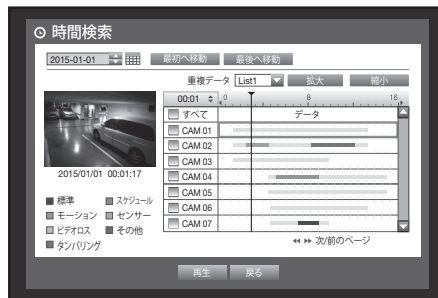 時間検索
2015-01-01 最初へ移動 最後へ移動
重複データ List1 拡大 縮小
00:01 0 8 16
すべて データ
CAM 01
CAM 02
CAM 03
CAM 04
CAM 05
CAM 06
CAM 07
2015/01/01 00:01:17
標準 スケジュール
モーション センサー
ビデオロス その他
タンパリング
次/前のページ
再生 戻る